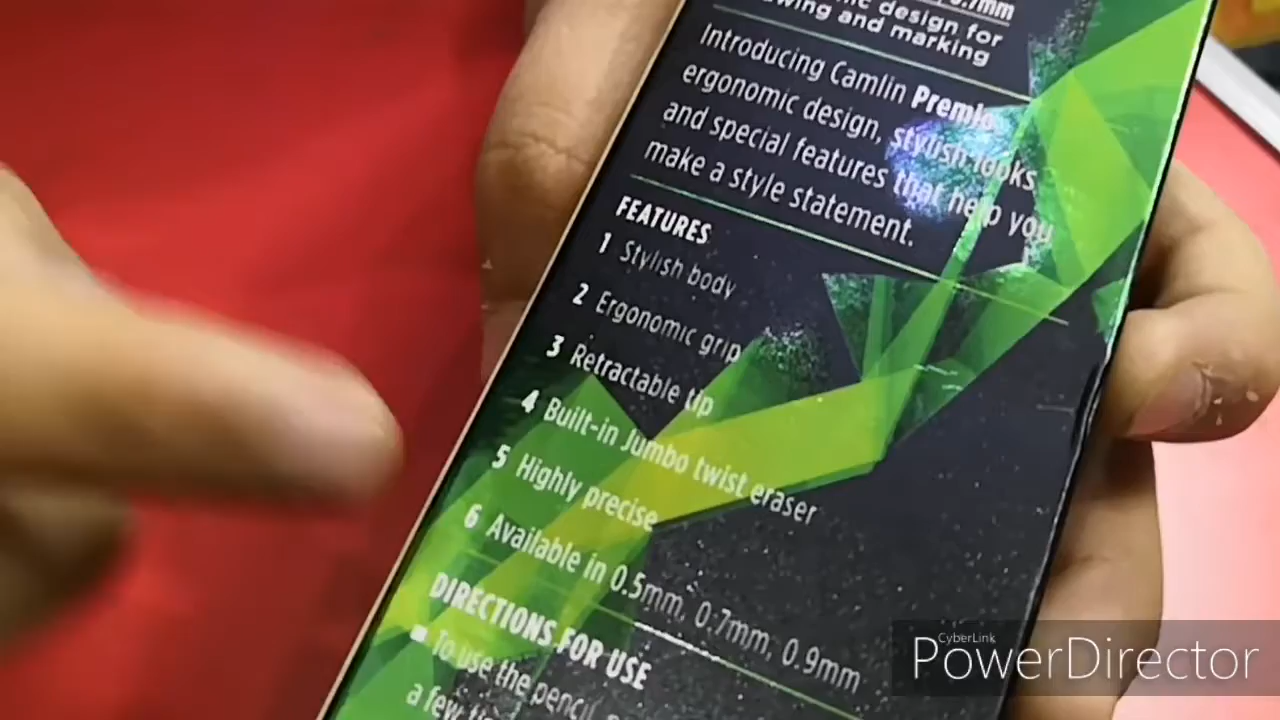 0.7mm
design for
and marking
Introducing Camlin Premio
ergonomic design, stylish looks
and special features that help you
make a style statement.
FEATURES
1 Stylish body
2 Ergonomic grip
3 Retractable tip
4 Built-in Jumbo twist eraser
5 Highly precise
6 Available in 0.5mm, 0.7mm, 0.9mm
DIRECTIONS FOR USE
■ To use the pencil,
a few
CyberLink
PowerDirector